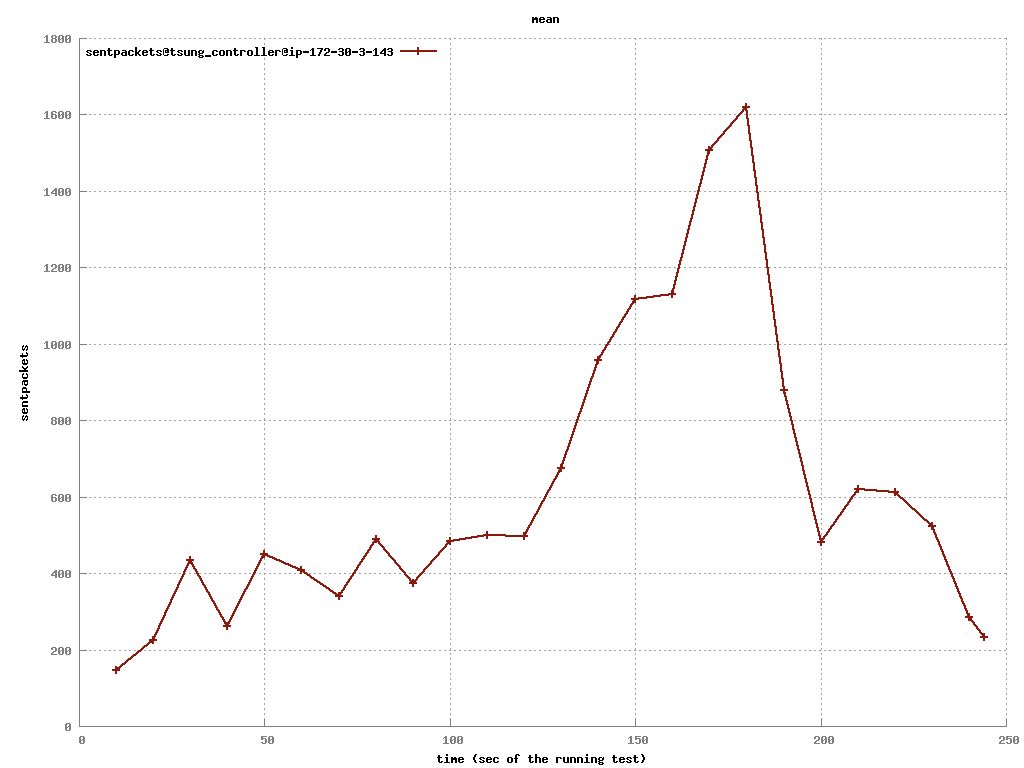 mean
1800
sentpackets@tsung_controller@ip-172-30-3-143
1600
1400
1200
1000
sentpackets
800
600
400
200
0
0 50 100 150 200 250
time (sec of the running test)